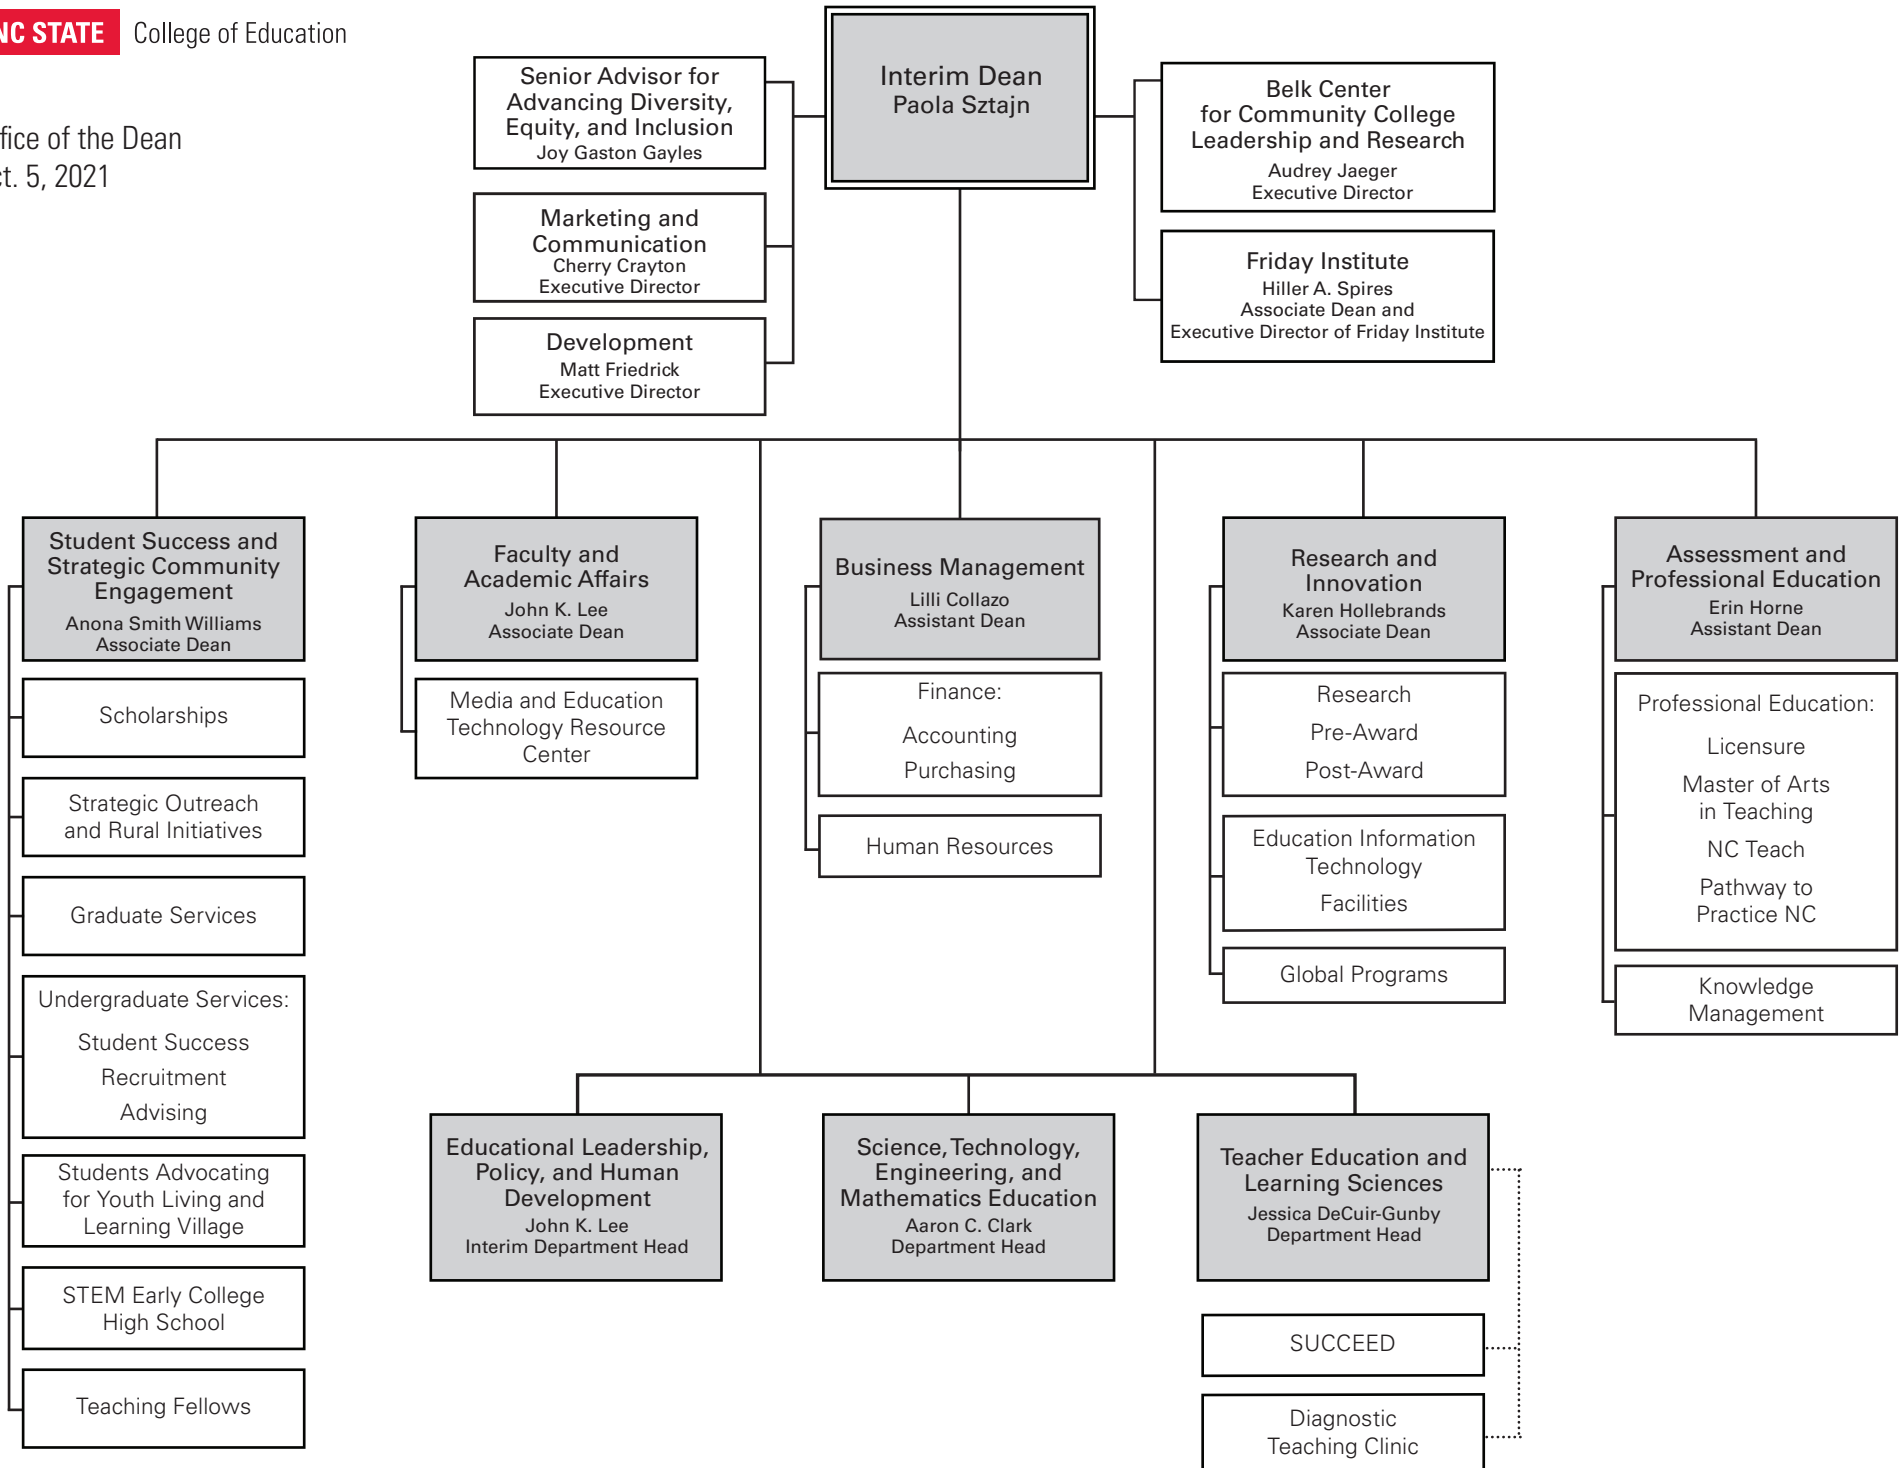 NC STATE College of Education
fice of the Dean
ct. 5, 2021
Interim Dean
Paola Sztajn
Senior Advisor for
Advancing Diversity,
Equity, and Inclusion
Joy Gaston Gayles
Marketing and
Communication
Cherry Crayton
Executive Director
Development
Matt Friedrick
Executive Director
Belk Center
for Community College
Leadership and Research
Audrey Jaeger
Executive Director
Friday Institute
Hiller A. Spires
Associate Dean and
Executive Director of Friday Institute
Student Success and
Strategic Community
Engagement
Anona Smith Williams
Associate Dean
Scholarships
Strategic Outreach
and Rural Initiatives
Graduate Services
Undergraduate Services:
Student Success
Recruitment
Advising
Students Advocating
for Youth Living and
Learning Village
STEM Early College
High School
Teaching Fellows
Faculty and
Academic Affairs
John K. Lee
Associate Dean
Media and Education
Technology Resource
Center
Business Management
Lilli Collazo
Assistant Dean
Finance:
Accounting
Purchasing
Human Resources
Research and
Innovation
Karen Hollebrands
Associate Dean
Research
Pre-Award
Post-Award
Education Information
Technology
Facilities
Global Programs
Assessment and
Professional Education
Erin Horne
Assistant Dean
Professional Education:
Licensure
Master of Arts
in Teaching
NC Teach
Pathway to
Practice NC
Knowledge
Management
Educational Leadership,
Policy, and Human
Development
John K. Lee
Interim Department Head
Science, Technology,
Engineering, and
Mathematics Education
Aaron C. Clark
Department Head
Teacher Education and
Learning Sciences
Jessica DeCuir-Gunby
Department Head
SUCCEED
Diagnostic
Teaching Clinic